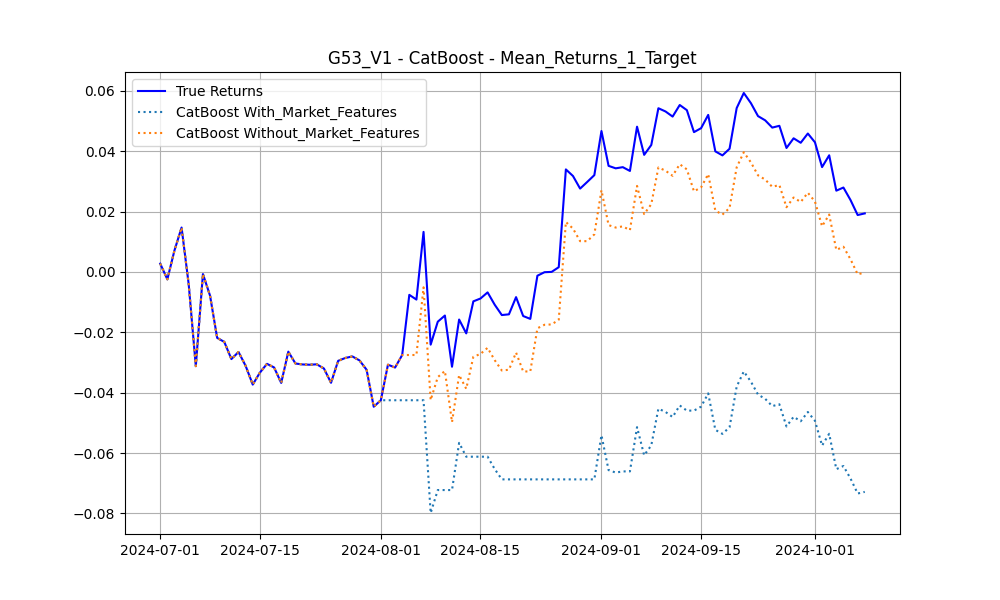 G53_V1 - CatBoost - Mean_Returns_1_Target
True Returns
CatBoost With_Market_Features
CatBoost Without_Market_Features
0.06
0.04
0.02
0.00
−0.02
−0.04
−0.06
−0.08
2024-07-01 2024-07-15 2024-08-01 2024-08-15 2024-09-01 2024-09-15 2024-10-01